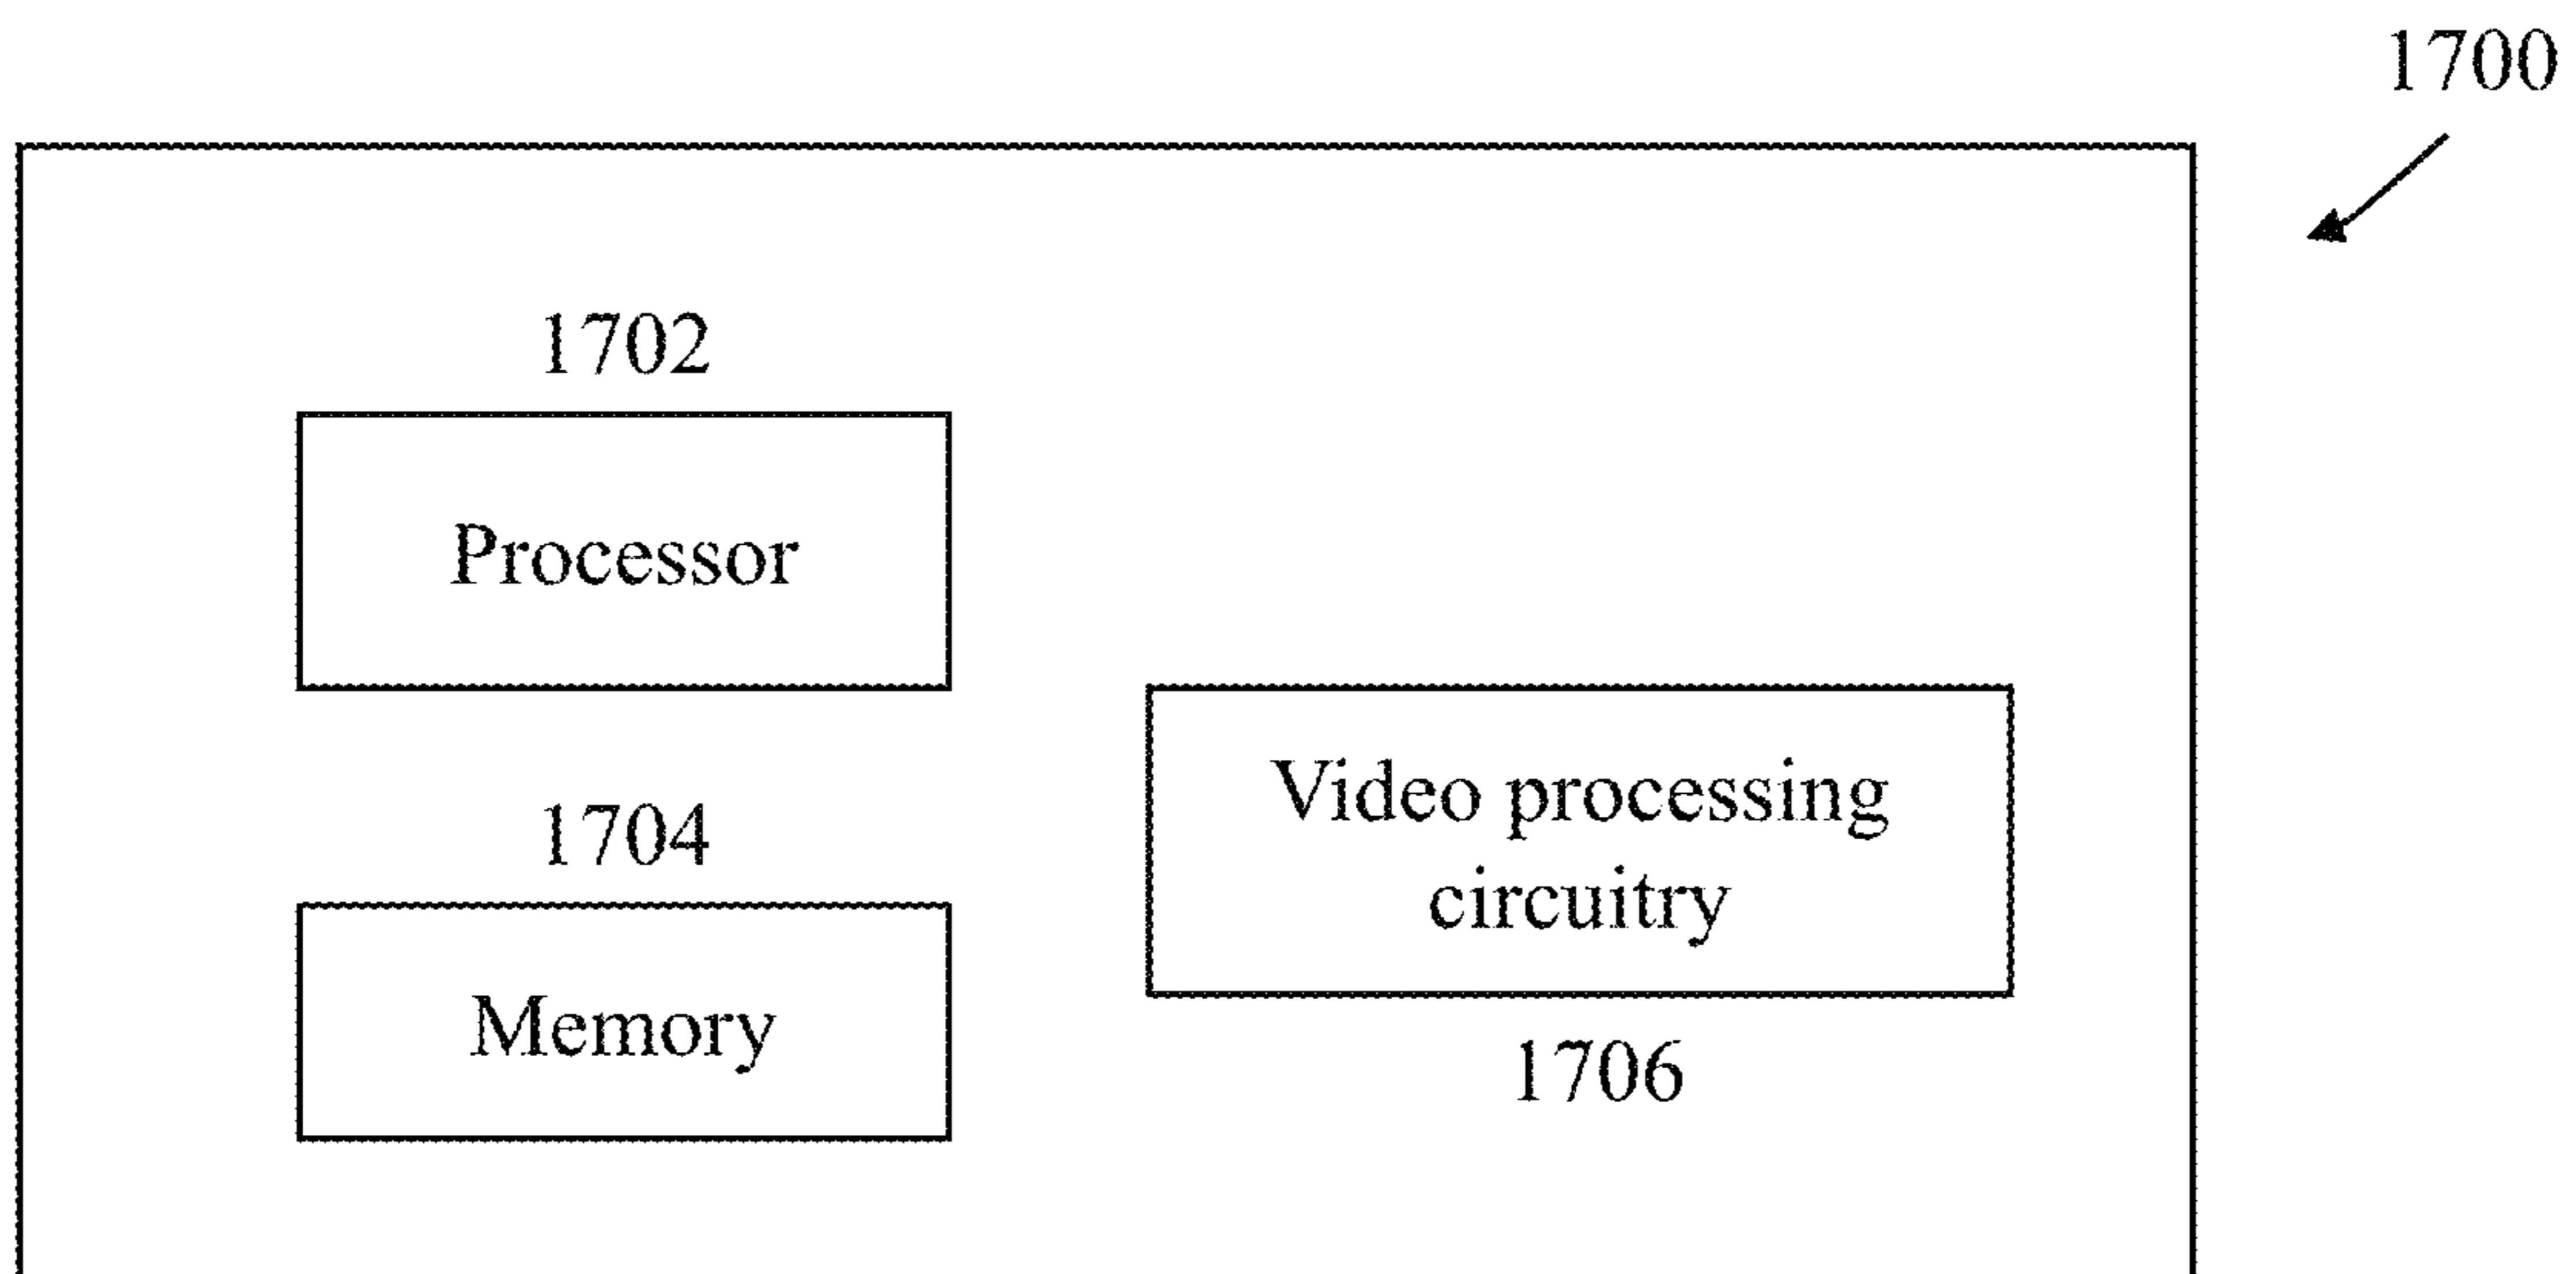 1700
1702
Processor
1704
Memory
Video processing
circuitry
1706